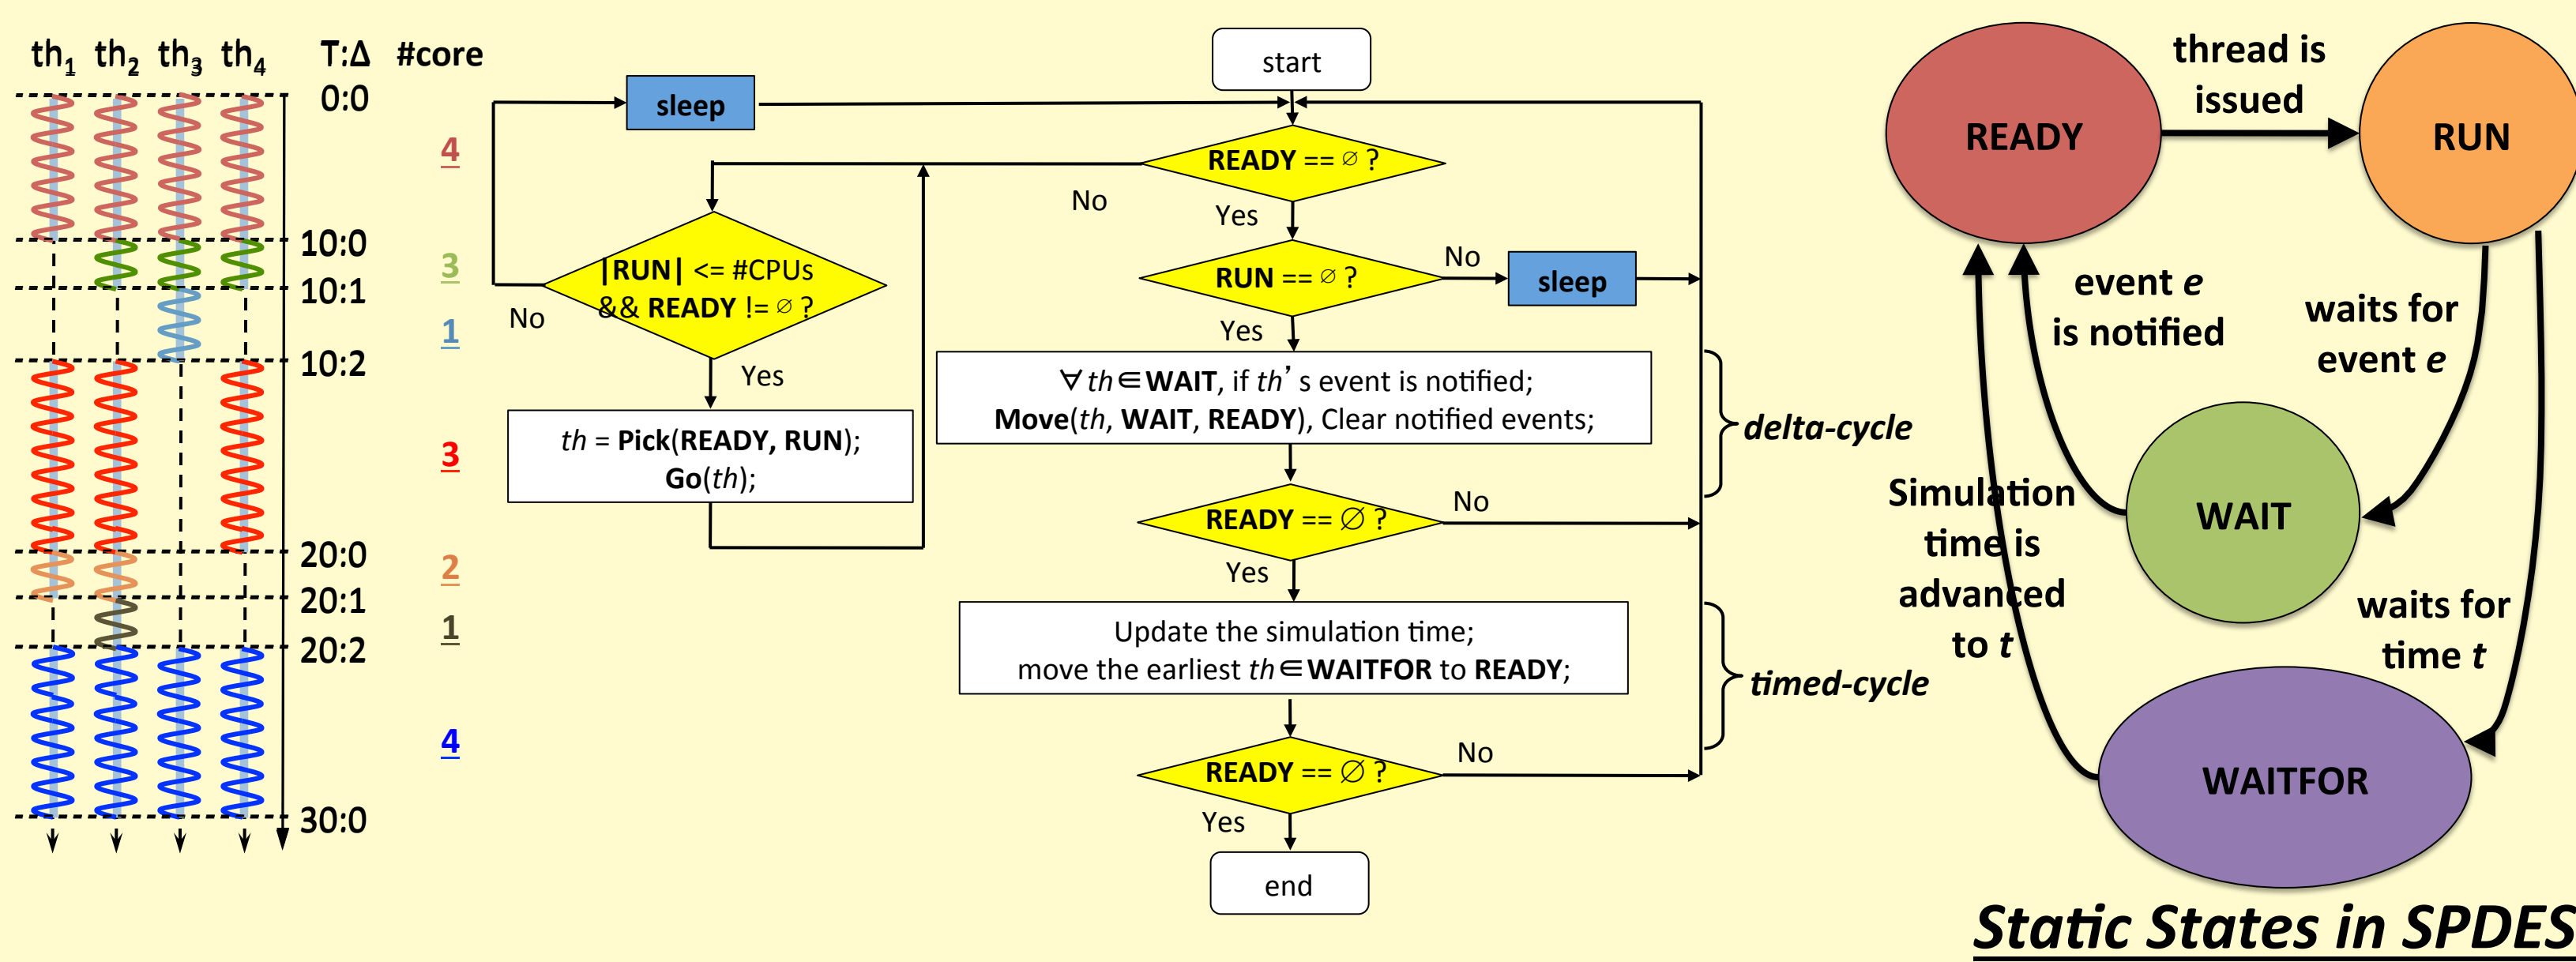 th1 th2 th3 th4 T:Δ #core
0:0
4
10:0
3
10:1
1
10:2
3
20:0
2
20:1
1
20:2
4
30:0
start
sleep
READY == ∅ ?
No
Yes
|RUN| <= #CPUs
&& READY != ∅ ?
No
Yes
th = Pick(READY, RUN);
Go(th);
RUN == ∅ ?
No
sleep
Yes
∀ th∈WAIT, if th's event is notified;
Move(th, WAIT, READY), Clear notified events;
delta-cycle
READY == ∅ ?
No
Yes
Update the simulation time;
move the earliest th∈WAITFOR to READY;
timed-cycle
READY == ∅ ?
No
Yes
end
READY
thread is
issued
RUN
event e
is notified
waits for
event e
WAIT
Simulation
time is
advanced
to t
waits for
time t
WAITFOR
Static States in SPDES